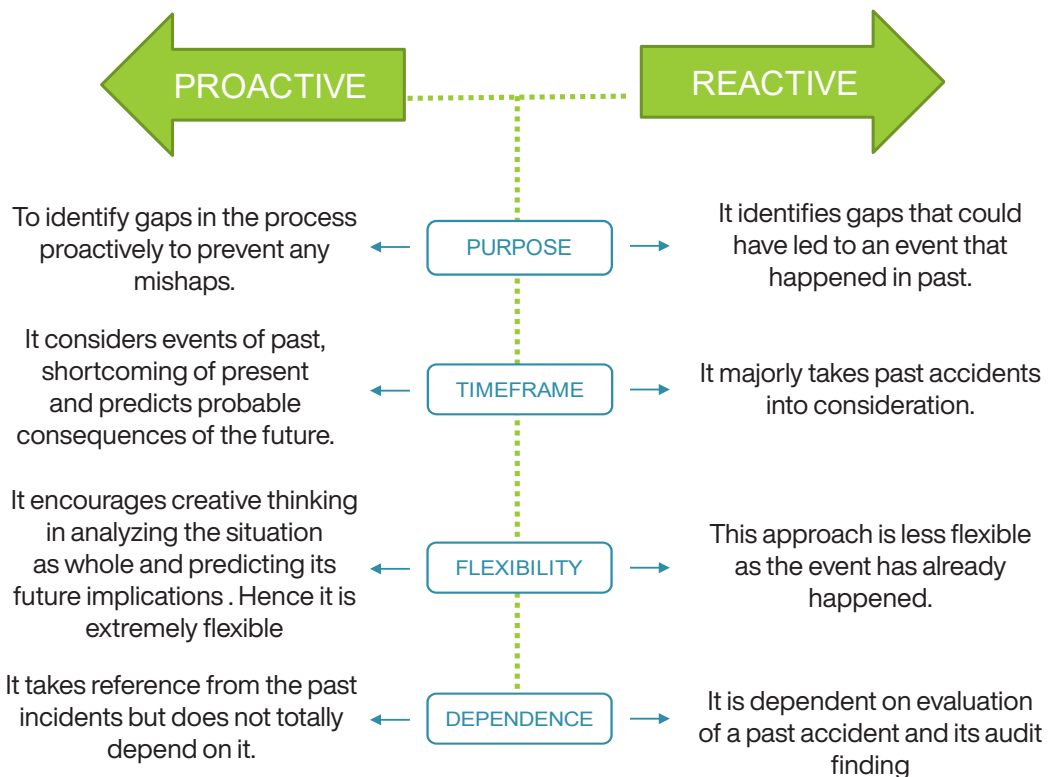 PROACTIVE
REACTIVE
To identify gaps in the process
proactively to prevent any
mishaps.
PURPOSE
It identifies gaps that could
have led to an event that
happened in past.
It considers events of past,
shortcoming of present
and predicts probable
consequences of the future.
TIMEFRAME
It majorly takes past accidents
into consideration.
It encourages creative thinking
in analyzing the situation
as whole and predicting its
future implications . Hence it is
extremely flexible
FLEXIBILITY
This approach is less flexible
as the event has already
happened.
It takes reference from the past
incidents but does not totally
depend on it.
DEPENDENCE
It is dependent on evaluation
of a past accident and its audit
finding